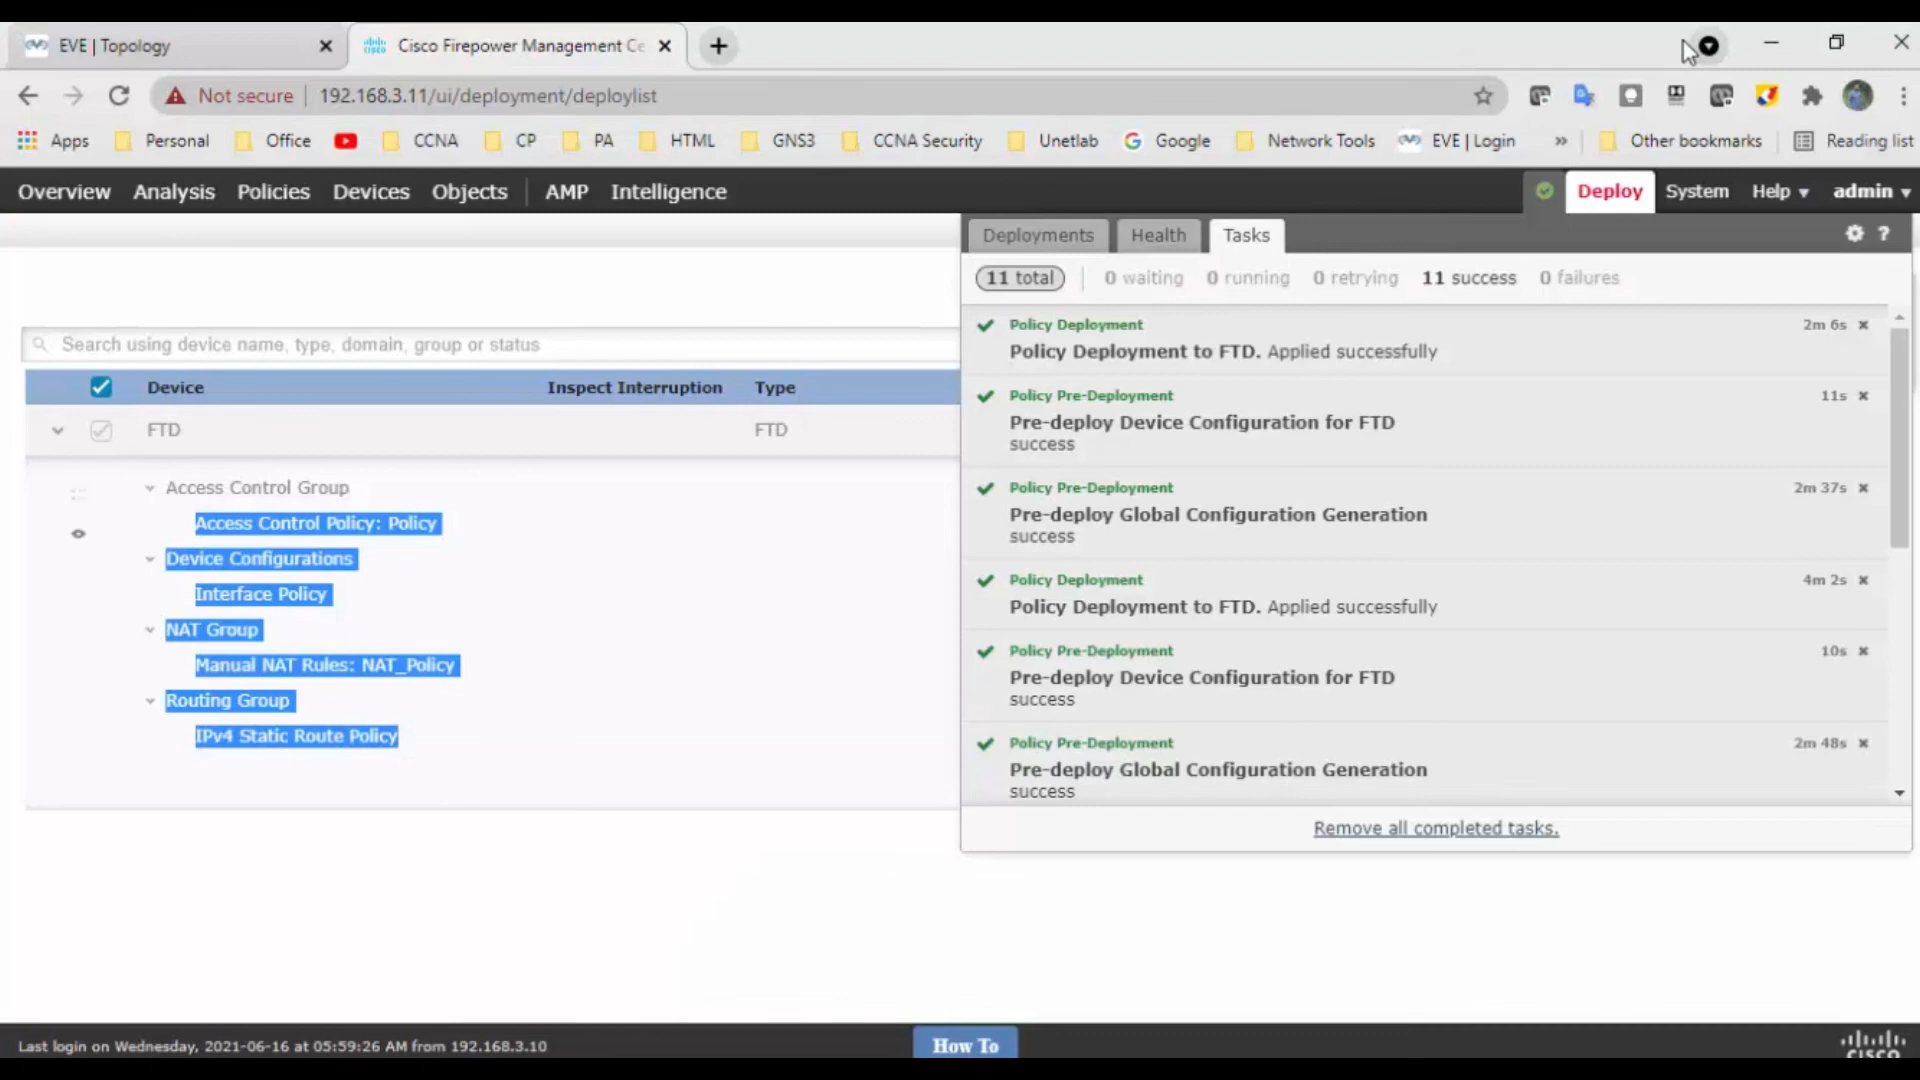 EVE | Topology
Cisco Firepower Management Ce
Not secure 192.168.3.11/ui/deployment/deploylist
Apps Personal Office CCNA CP PA HTML GNS3 CCNA Security Unetlab Google Network Tools EVE | Login » Other bookmarks Reading list
Overview Analysis Policies Devices Objects AMP Intelligence Deploy System Help admin
Deployments Health Tasks
11 total 0 waiting 0 running 0 retrying 11 success 0 failures
Search using device name, type, domain, group or status
Device Inspect Interruption Type
FTD FTD
Access Control Group
Access Control Policy: Policy
Device Configurations
Interface Policy
NAT Group
Manual NAT Rules: NAT_Policy
Routing Group
IPv4 Static Route Policy
Policy Deployment 2m 6s
Policy Deployment to FTD. Applied successfully
Policy Pre-Deployment 11s
Pre-deploy Device Configuration for FTD
success
Policy Pre-Deployment 2m 37s
Pre-deploy Global Configuration Generation
success
Policy Deployment 4m 2s
Policy Deployment to FTD. Applied successfully
Policy Pre-Deployment 10s
Pre-deploy Device Configuration for FTD
success
Policy Pre-Deployment 2m 48s
Pre-deploy Global Configuration Generation
success
Remove all completed tasks.
Last login on Wednesday, 2021-06-16 at 05:59:26 AM from 192.168.3.10
How To
CISCO